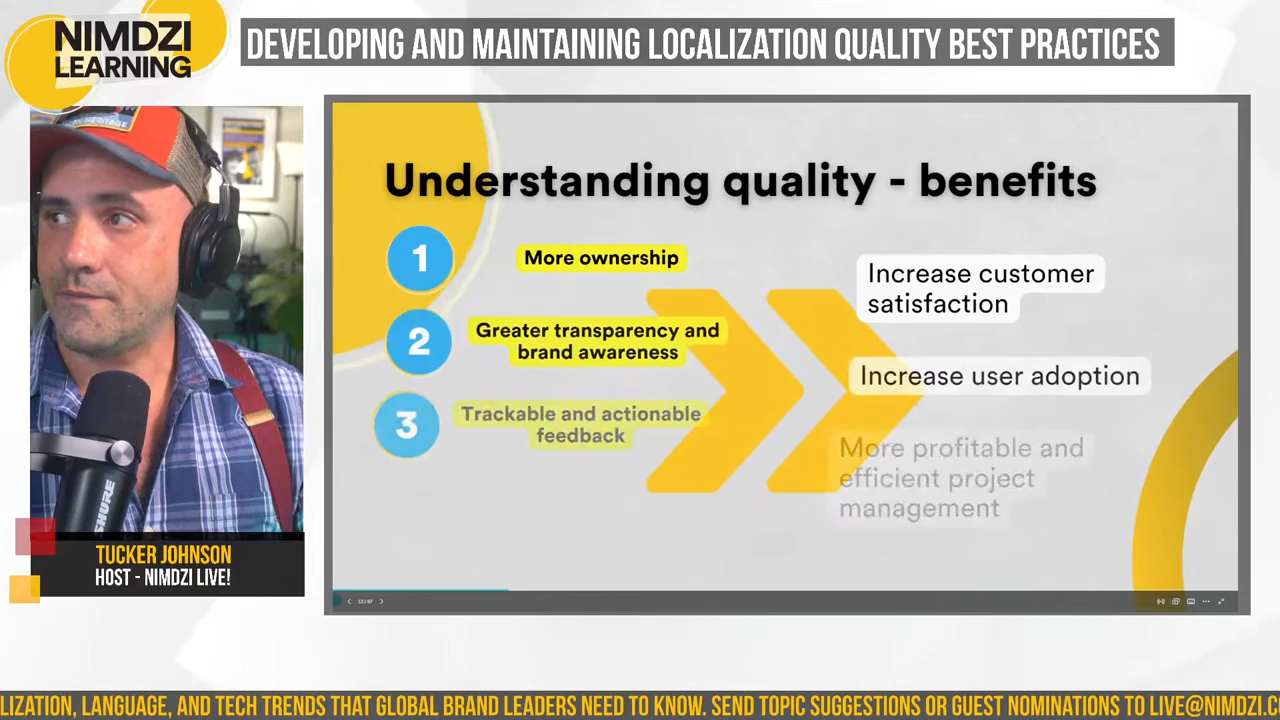 NIMDZI
LEARNING
DEVELOPING AND MAINTAINING LOCALIZATION QUALITY BEST PRACTICES
Understanding quality - benefits
1
More ownership
2
Greater transparency and
brand awareness
3
Trackable and actionable
feedback
Increase customer
satisfaction
Increase user adoption
More profitable and
efficient project
management
SHURE
TUCKER JOHNSON
HOST - NIMDZI LIVE!
LIZATION, LANGUAGE, AND TECH TRENDS THAT GLOBAL BRAND LEADERS NEED TO KNOW. SEND TOPIC SUGGESTIONS OR GUEST NOMINATIONS TO LIVE@NIMDZI.C